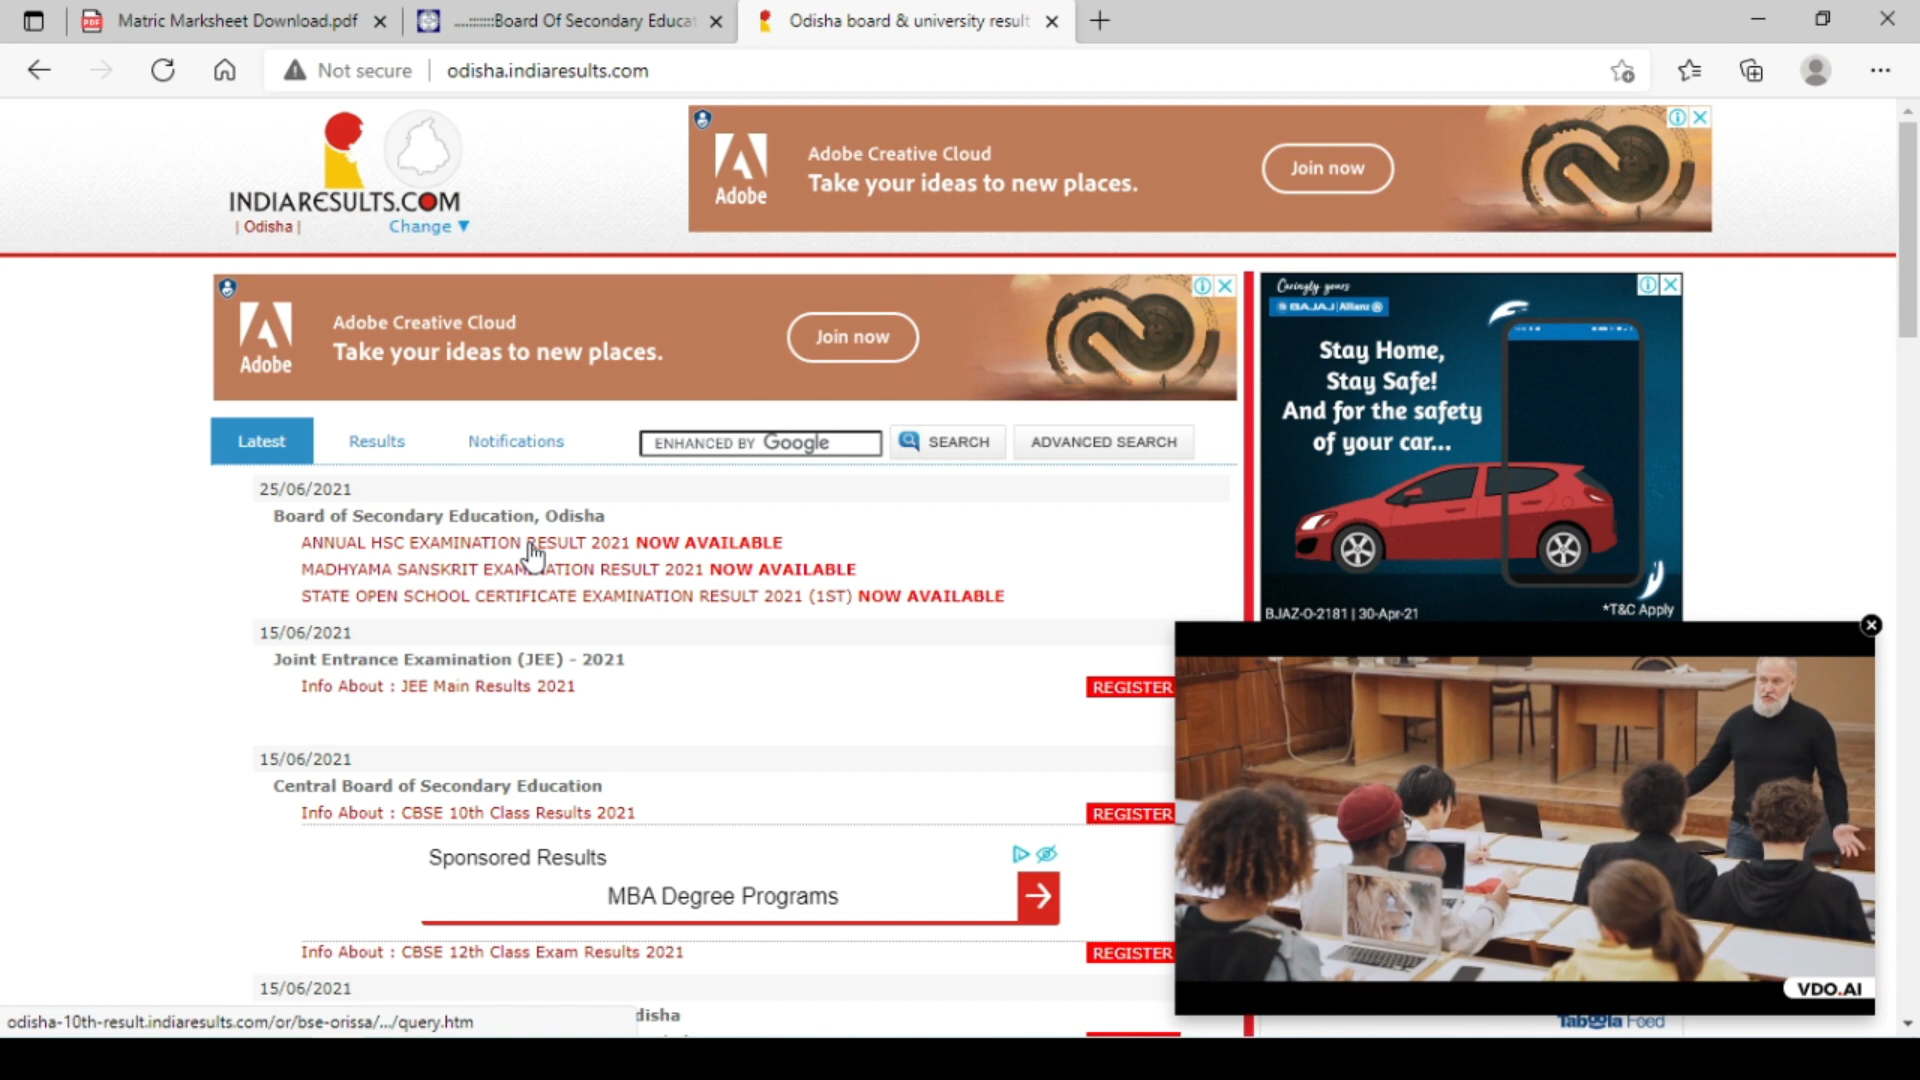 Matric Marksheet Download.pdf
....::::::Board Of Secondary Educat
Odisha board & university result
Not secure
odisha.indiaresults.com
INDIARESULTS.COM
| Odisha |
Change ▼
Adobe
Adobe Creative Cloud
Take your ideas to new places.
Join now
Adobe
Adobe Creative Cloud
Take your ideas to new places.
Join now
Caringly yours
BAJAJ Allianz
Stay Home,
Stay Safe!
And for the safety
of your car...
BJAZ-O-2181 | 30-Apr-21
*T&C Apply
Latest
Results
Notifications
ENHANCED BY Google
SEARCH
ADVANCED SEARCH
25/06/2021
Board of Secondary Education, Odisha
ANNUAL HSC EXAMINATION RESULT 2021 NOW AVAILABLE
MADHYAMA SANSKRIT EXAMINATION RESULT 2021 NOW AVAILABLE
STATE OPEN SCHOOL CERTIFICATE EXAMINATION RESULT 2021 (1ST) NOW AVAILABLE
15/06/2021
Joint Entrance Examination (JEE) - 2021
Info About : JEE Main Results 2021
REGISTER
15/06/2021
Central Board of Secondary Education
Info About : CBSE 10th Class Results 2021
REGISTER
Sponsored Results
MBA Degree Programs
Info About : CBSE 12th Class Exam Results 2021
REGISTER
15/06/2021
disha
VDO.AI
Taboola Feed
odisha-10th-result.indiaresults.com/or/bse-orissa/.../query.htm